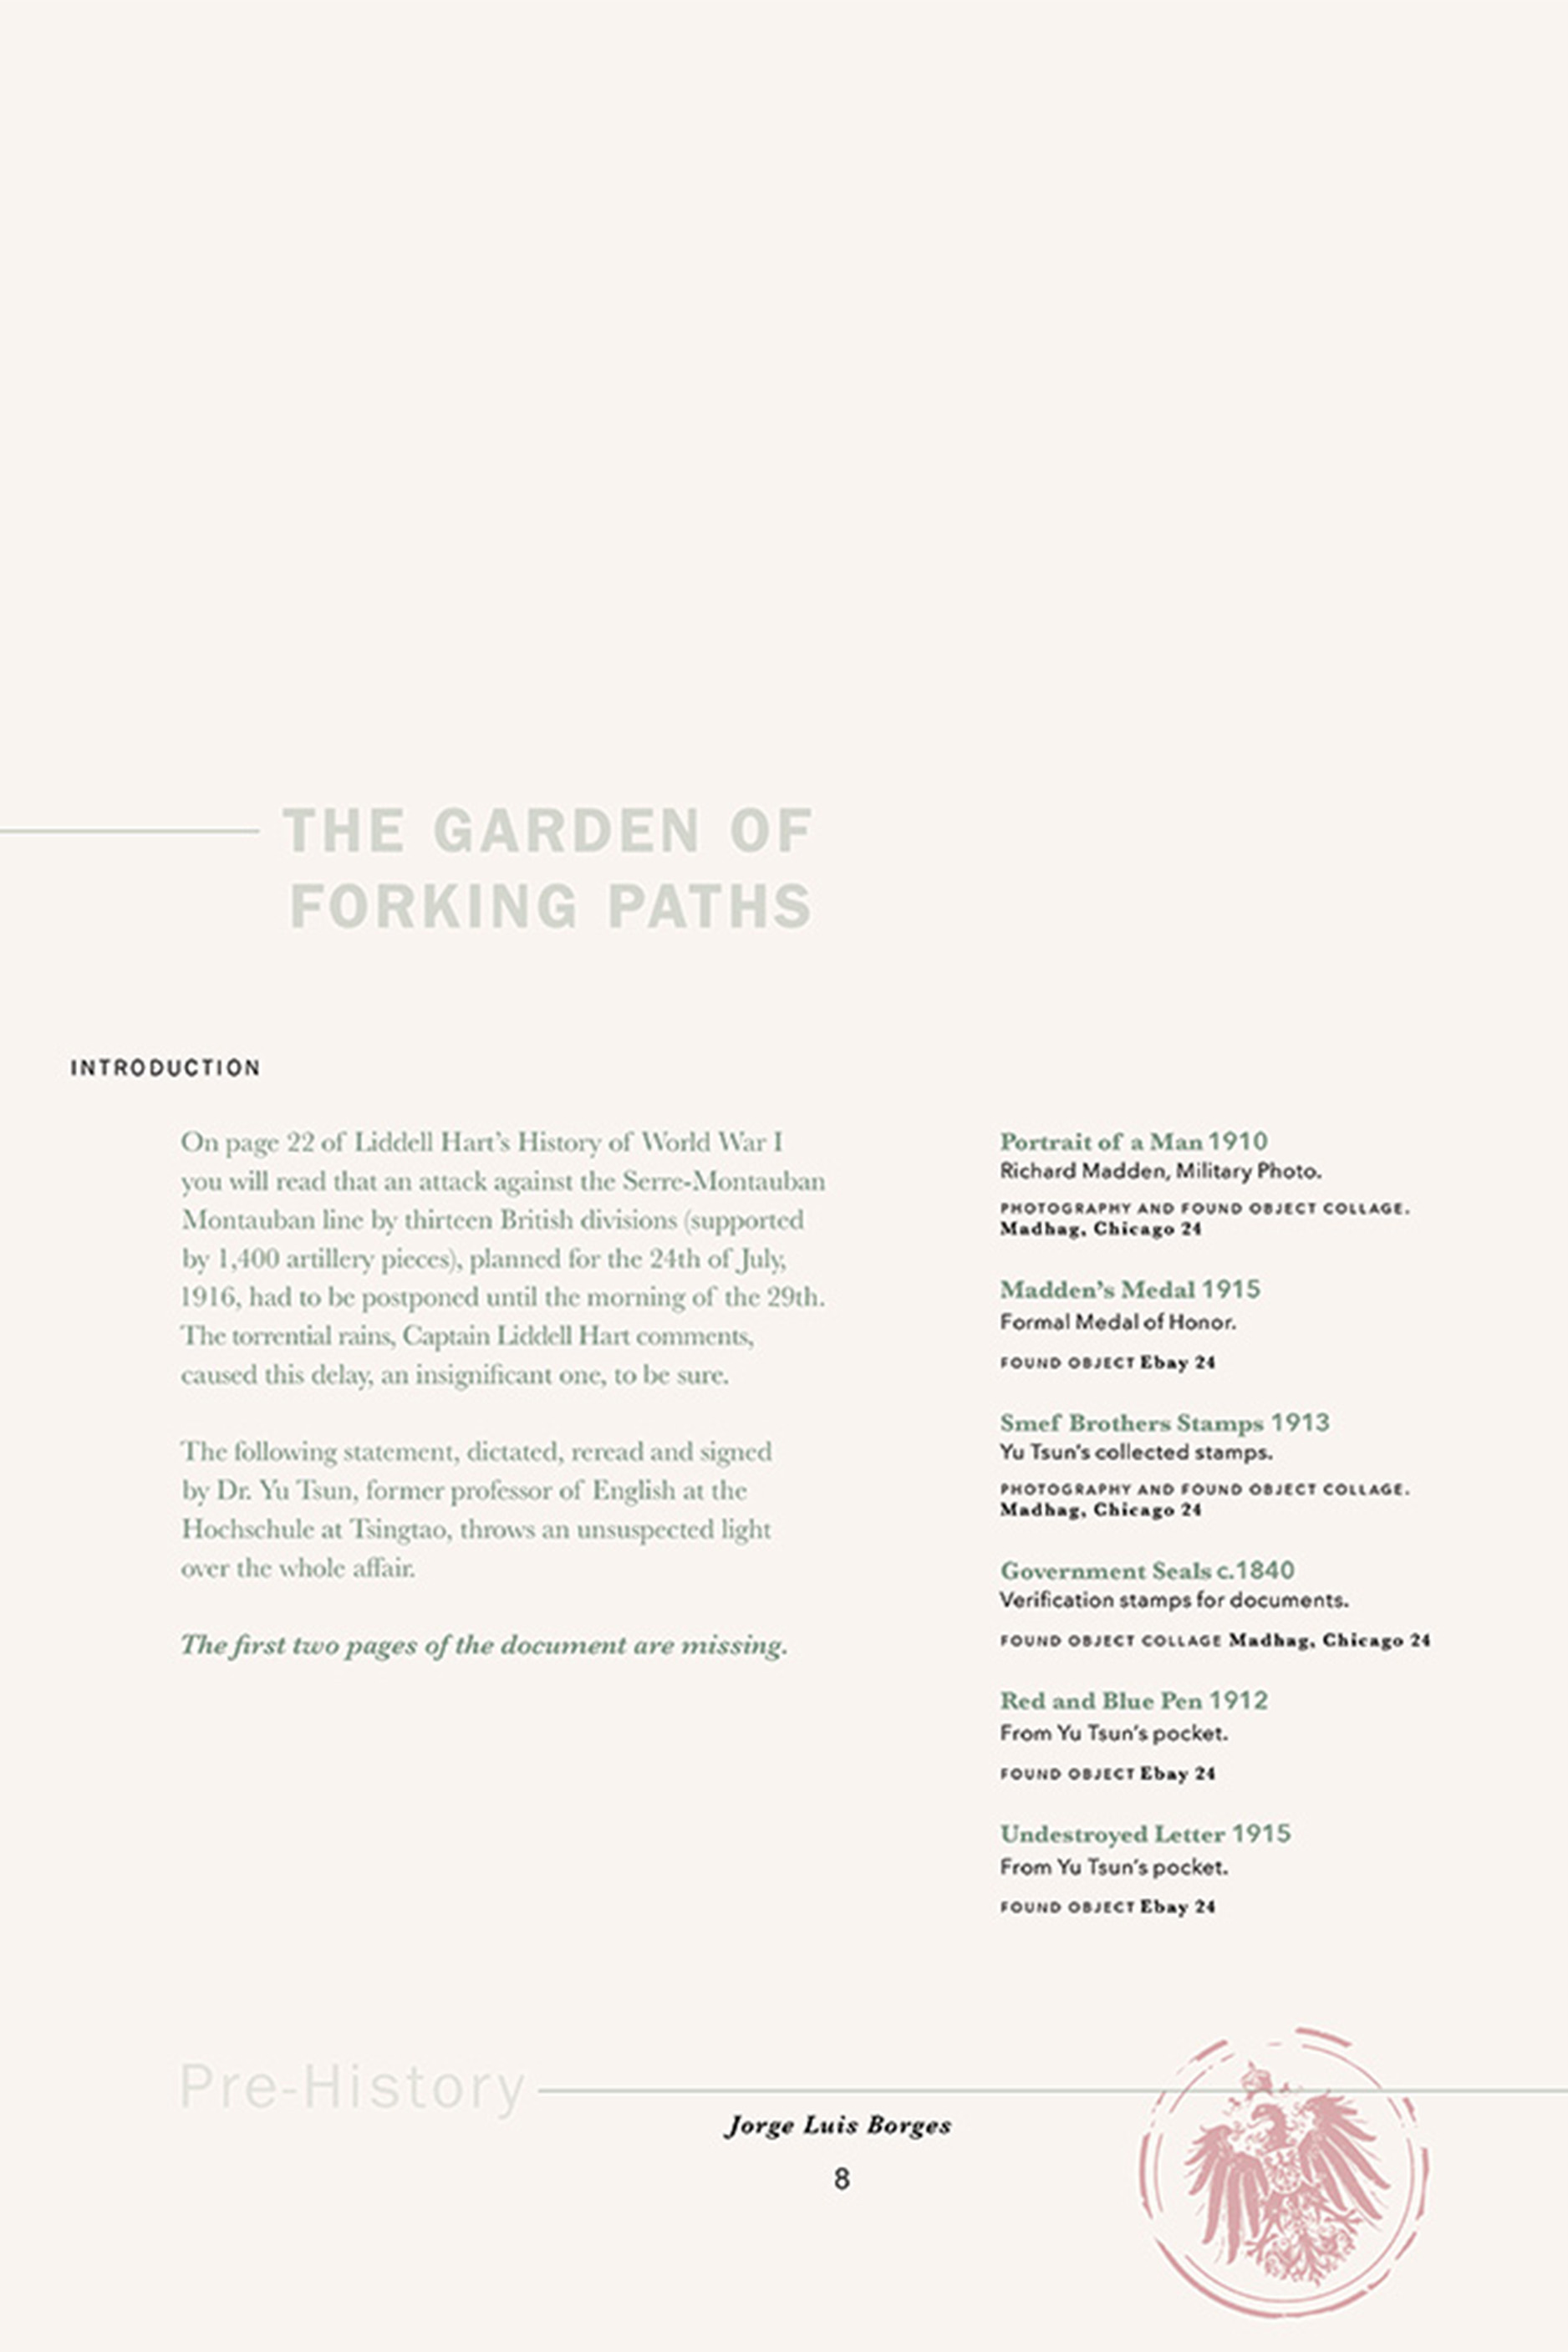 THE GARDEN OF
FORKING PATHS
INTRODUCTION
On page 22 of Liddell Hart’s History of World War I
you will read that an attack against the Serre-Montauban
Montauban line by thirteen British divisions (supported
by 1,400 artillery pieces), planned for the 24th of July,
1916, had to be postponed until the morning of the 29th.
The torrential rains, Captain Liddell Hart comments,
caused this delay, an insignificant one, to be sure.
The following statement, dictated, reread and signed
by Dr. Yu Tsun, former professor of English at the
Hochschule at Tsingtao, throws an unsuspected light
over the whole affair.
The first two pages of the document are missing.
Portrait of a Man 1910
Richard Madden, Military Photo.
PHOTOGRAPHY AND FOUND OBJECT COLLAGE.
Madhag, Chicago 24
Madden’s Medal 1915
Formal Medal of Honor.
FOUND OBJECT Ebay 24
Smef Brothers Stamps 1913
Yu Tsun’s collected stamps.
PHOTOGRAPHY AND FOUND OBJECT COLLAGE.
Madhag, Chicago 24
Government Seals c.1840
Verification stamps for documents.
FOUND OBJECT COLLAGE Madhag, Chicago 24
Red and Blue Pen 1912
From Yu Tsun’s pocket.
FOUND OBJECT Ebay 24
Undestroyed Letter 1915
From Yu Tsun’s pocket.
FOUND OBJECT Ebay 24
Pre-History
Jorge Luis Borges
8